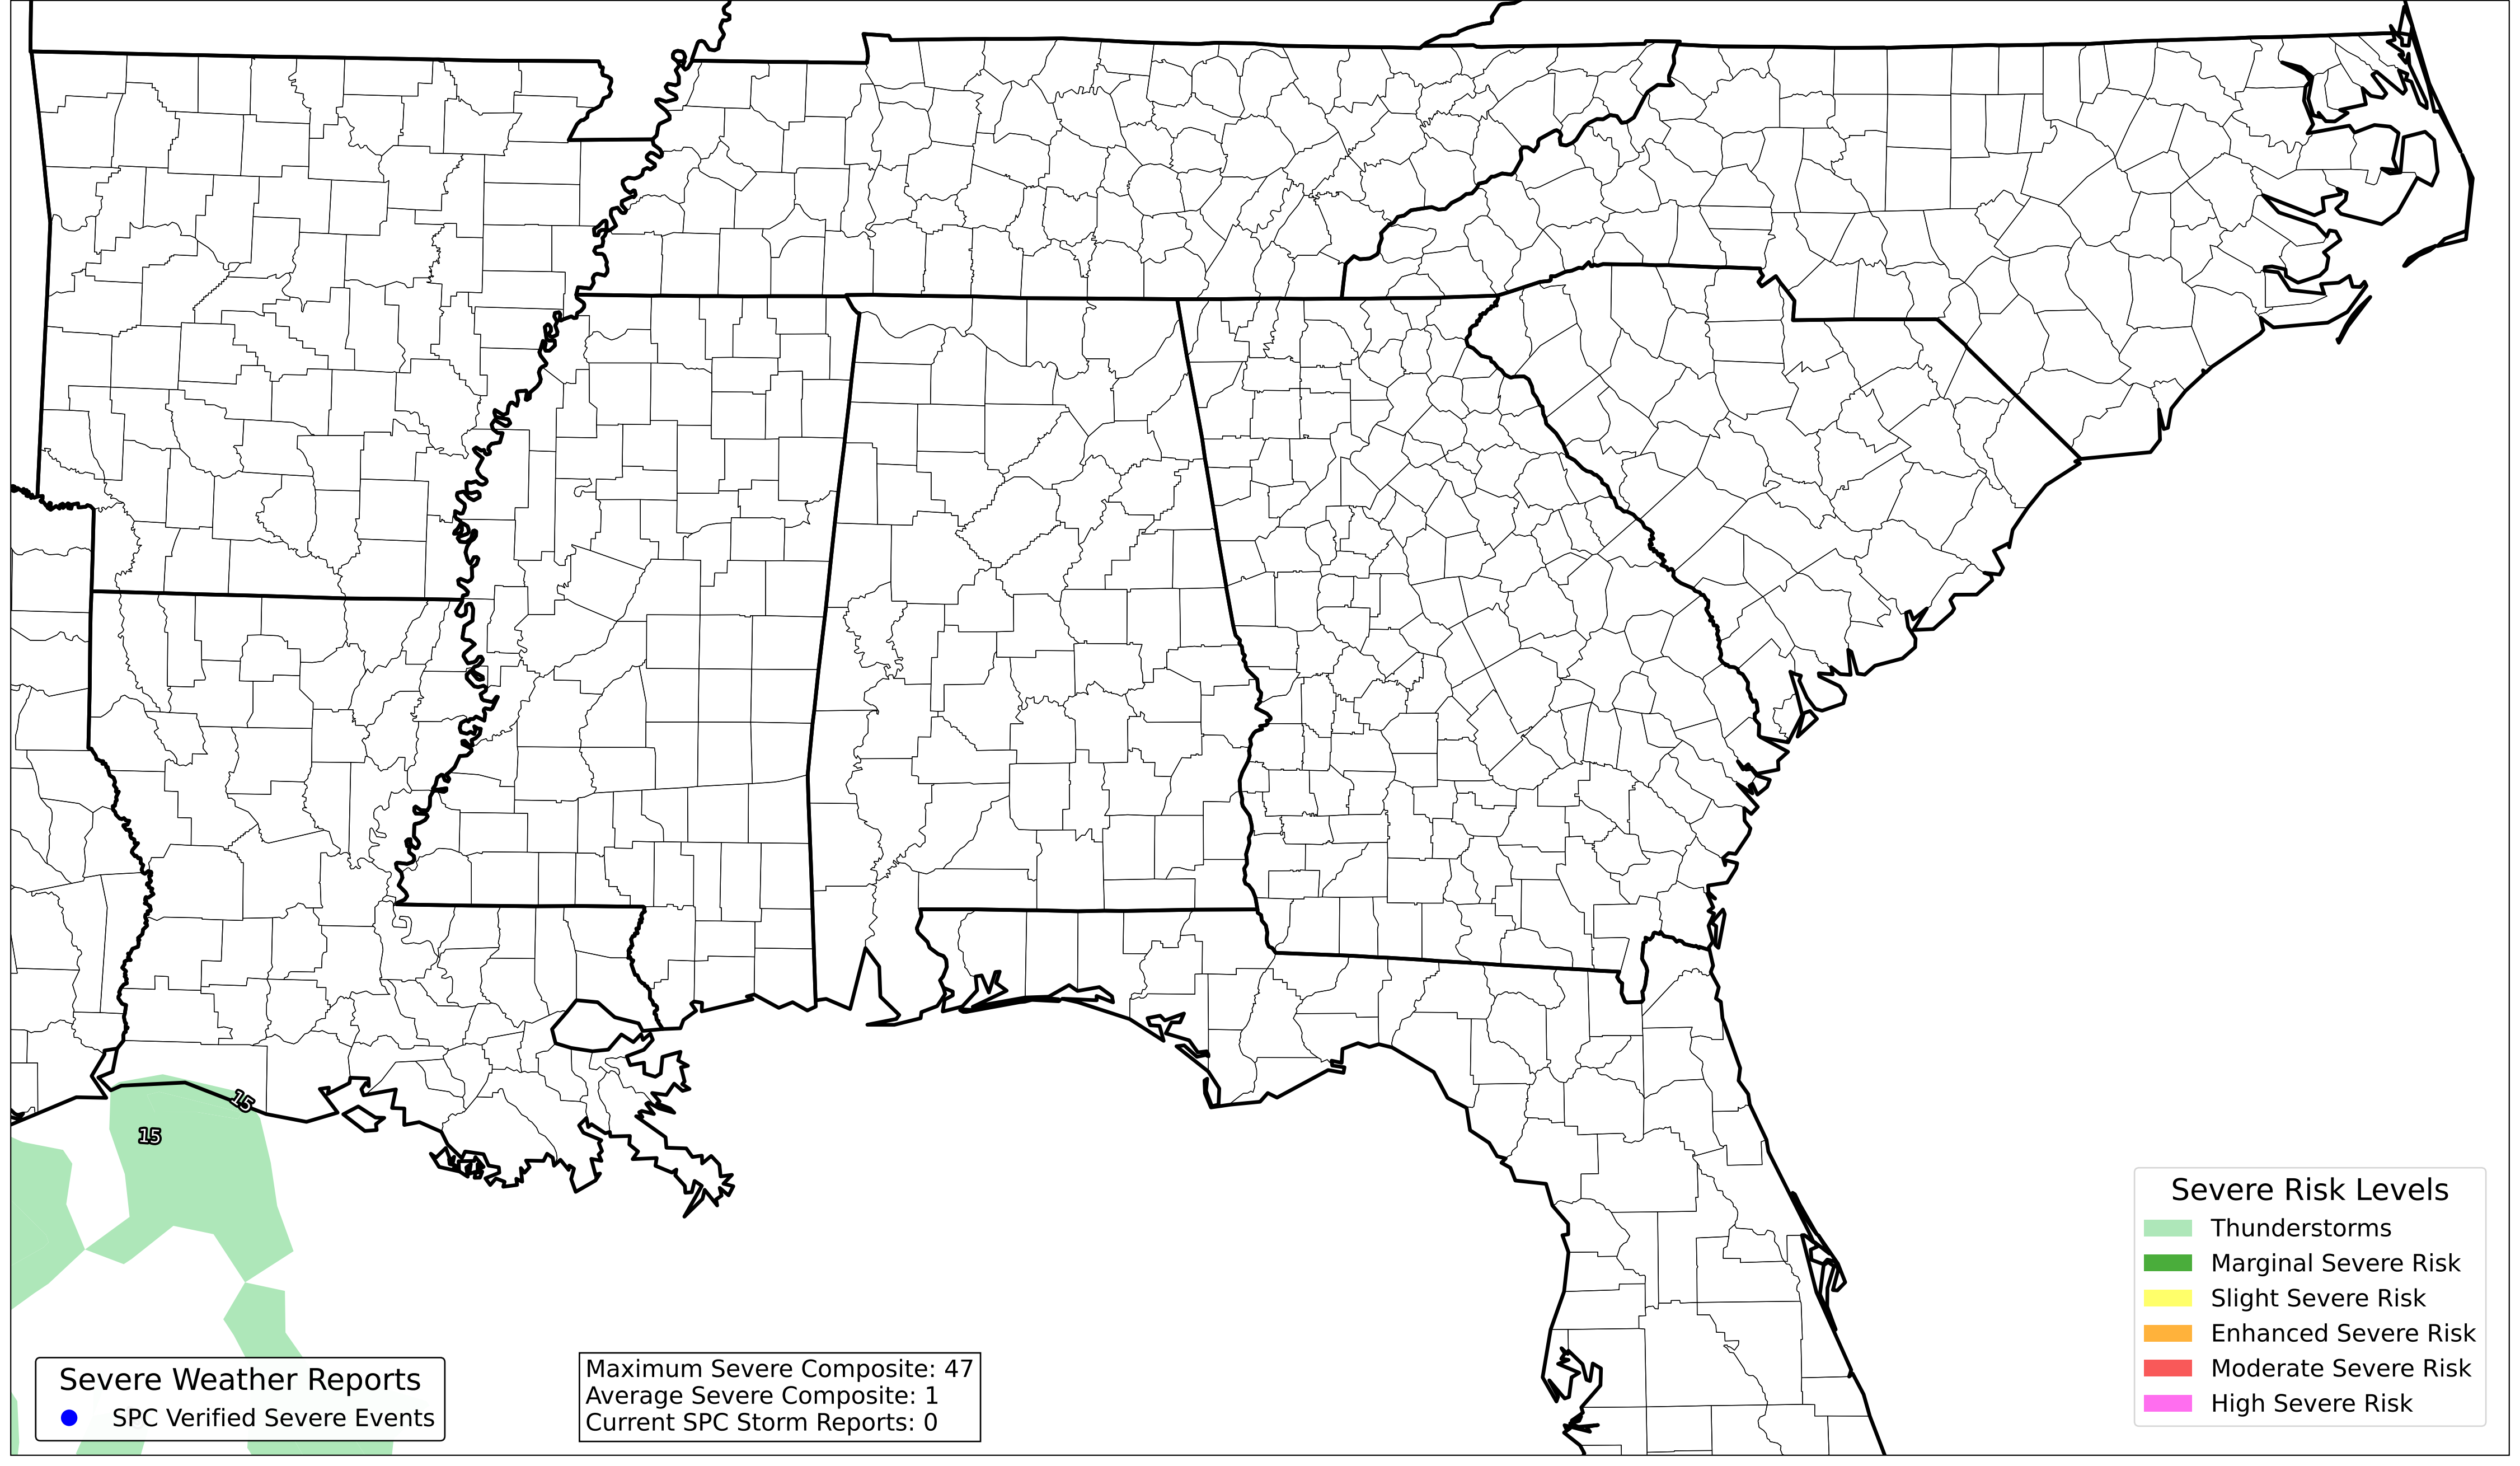 15
15
Severe Risk Levels
Thunderstorms
Marginal Severe Risk
Slight Severe Risk
Enhanced Severe Risk
Moderate Severe Risk
High Severe Risk
Severe Weather Reports
SPC Verified Severe Events
Maximum Severe Composite: 47
Average Severe Composite: 1
Current SPC Storm Reports: 0